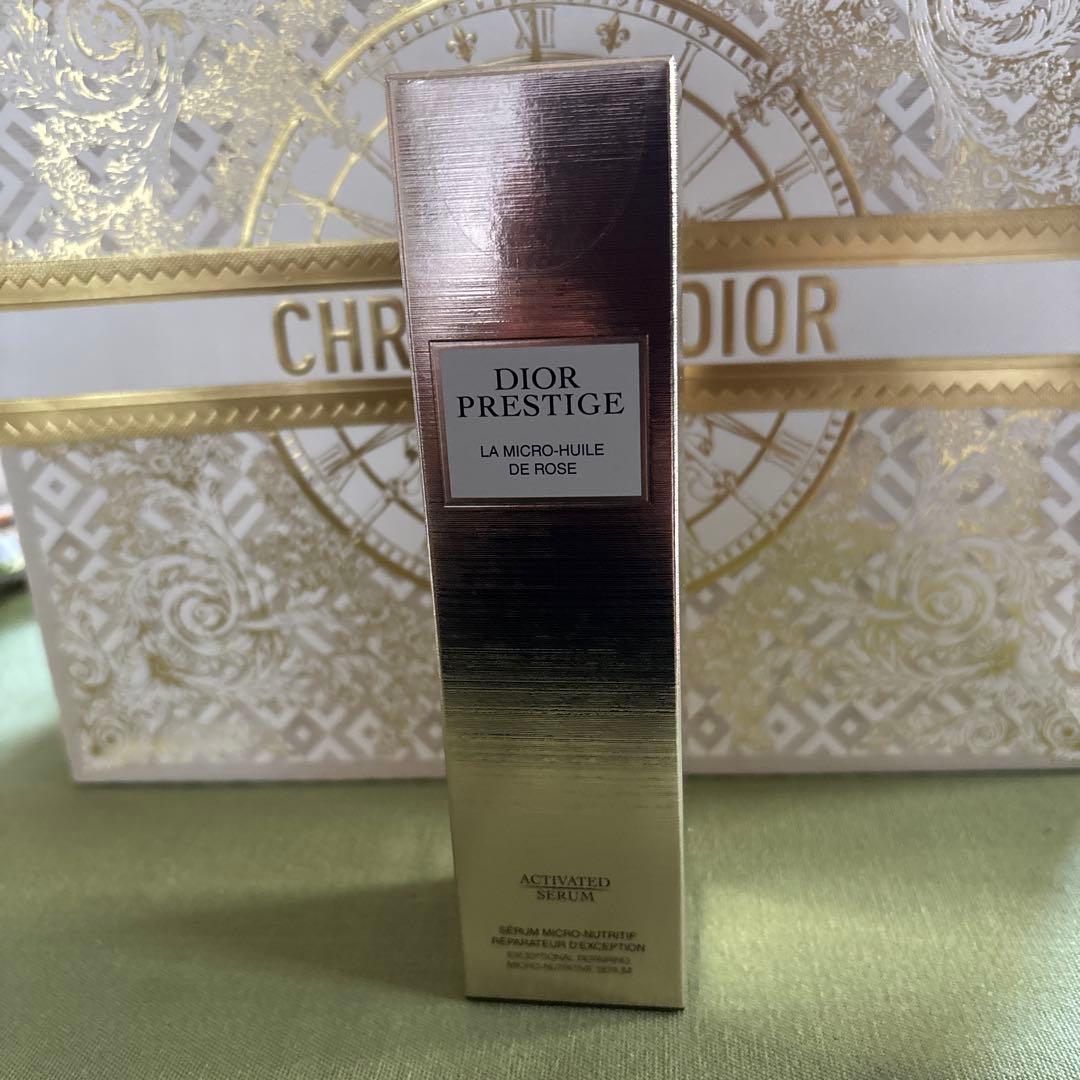 XII
CHR
DIOR
DIOR
PRESTIGE
LA MICRO-HUILE
DE ROSE
ACTIVATED
SERUM
SÉRUM MICRO-NUTRITIF
RÉPARATEUR D'EXCEPTION
EXCEPTIONAL REPAIRING
MICRO-NUTRITIVE SERUM